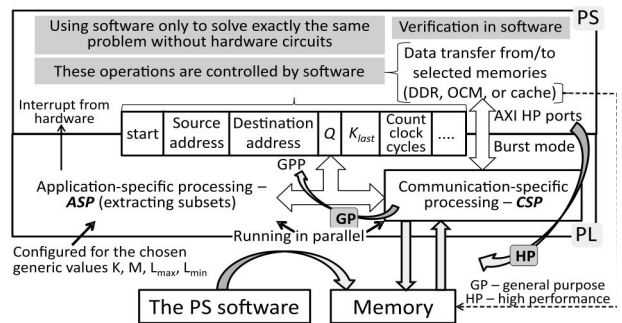 Using software only to solve exactly the same
problem without hardware circuits
Verification in software
PS
These operations are controlled by software
Data transfer from/to
selected memories
(DDR, OCM, or cache)
Interrupt from
hardware
start
Source
address
Destination
address
Q
Klast
Count
clock
cycles
....
AXI HP ports
Burst mode
GPP
Application-specific processing –
ASP (extracting subsets)
Communication-specific
processing – CSP
GP
Running in parallel
PL
Configured for the chosen
generic values K, M, Lmax, Lmin
HP
GP – general purpose
HP – high performance
The PS software
Memory